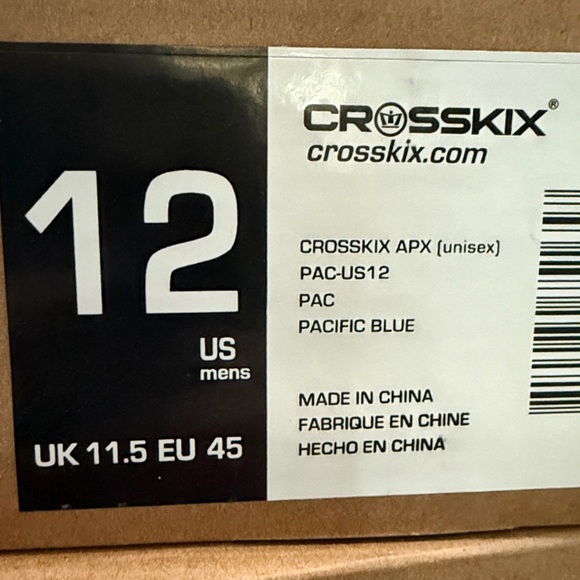 12
US
mens
UK 11.5 EU 45
CROSSKIX®
crosskix.com
CROSSKIX APX (unisex)
PAC-US12
PAC
PACIFIC BLUE
MADE IN CHINA
FABRIQUE EN CHINE
HECHO EN CHINA